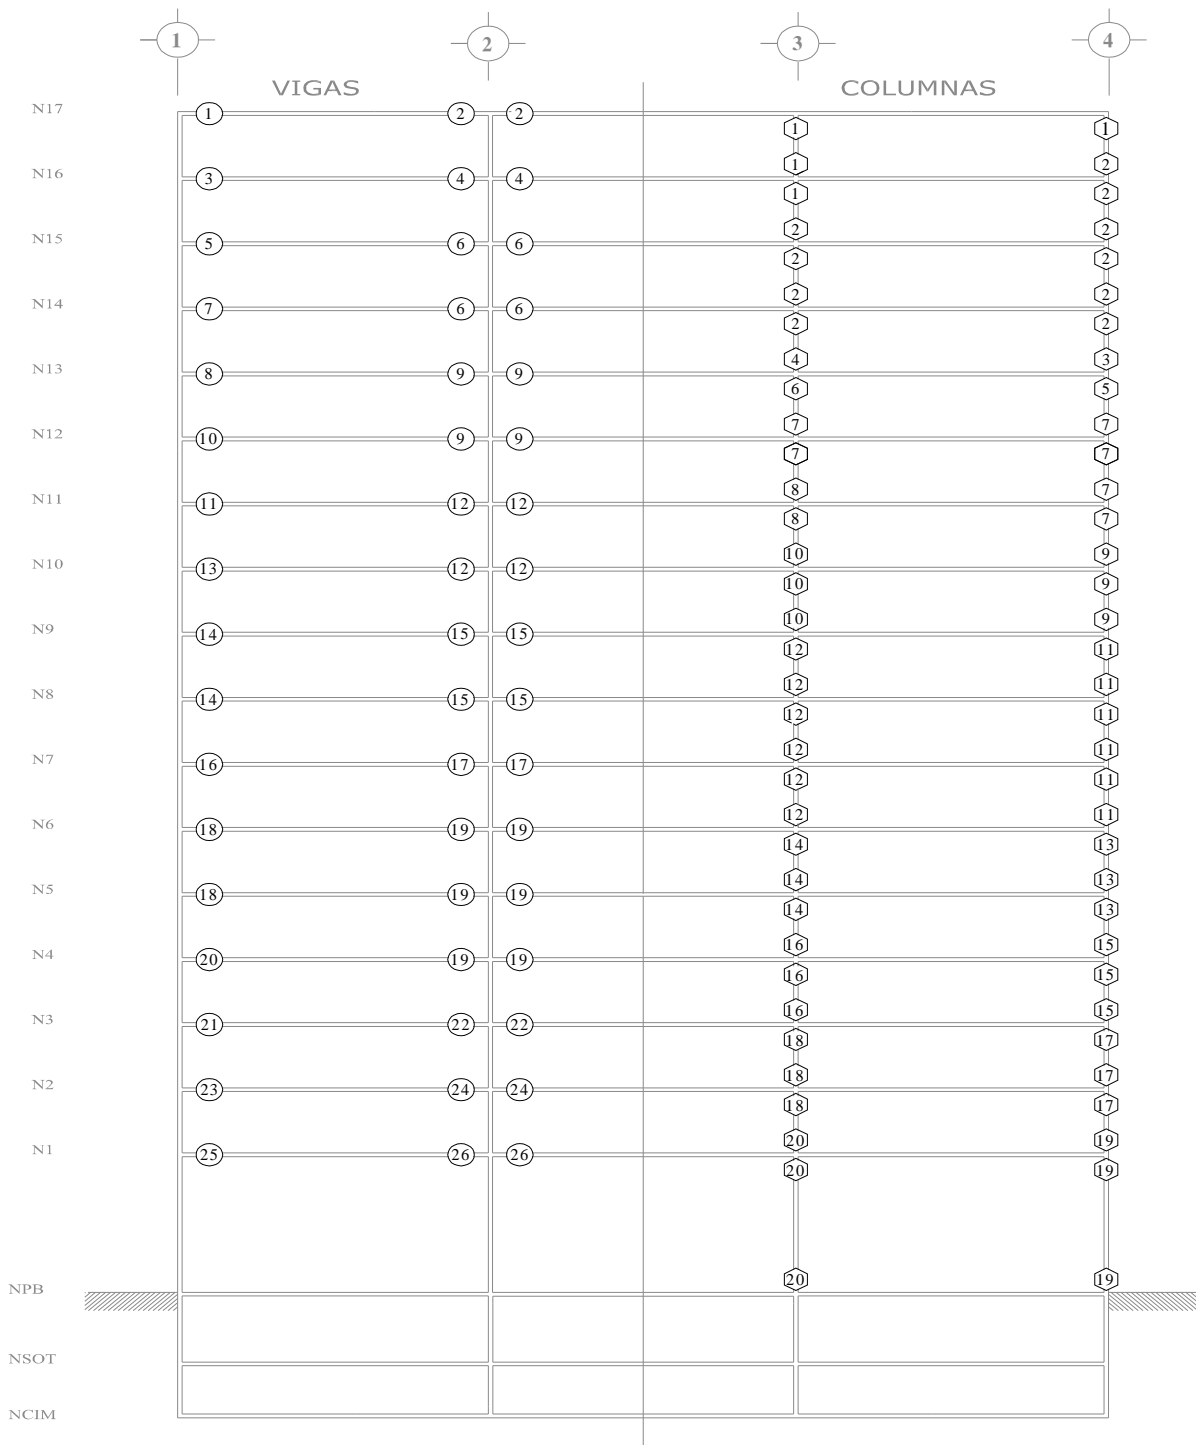 1 2 3 4
VIGAS COLUMNAS
N17 1 2 2
1 1
1 2
N16 3 4 4
1 2
2 2
N15 5 6 6
2 2
2 2
N14 7 6 6
2 2
4 3
N13 8 9 9
6 5
7 7
N12 10 9 9
7 7
8 7
N11 11 12 12
8 7
10 9
N10 13 12 12
10 9
10 9
N9 14 15 15
12 11
12 11
N8 14 15 15
12 11
12 11
N7 16 17 17
12 11
12 11
N6 18 19 19
14 13
14 13
N5 18 19 19
14 13
16 15
N4 20 19 19
16 15
16 15
N3 21 22 22
18 17
18 17
N2 23 24 24
18 17
20 19
N1 25 26 26
20 19
20 19
NPB
NSOT
NCIM